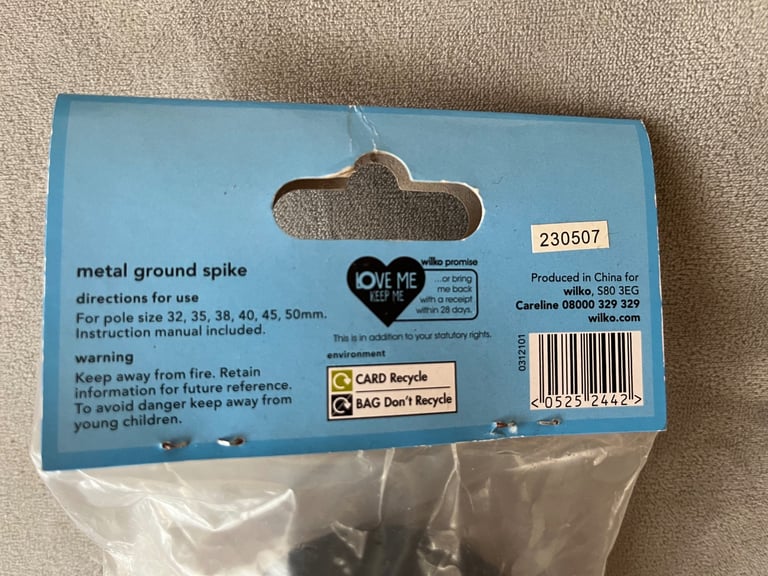 230507
metal ground spike
directions for use
For pole size 32, 35, 38, 40, 45, 50mm.
Instruction manual included.
warning
Keep away from fire. Retain
information for future reference.
To avoid danger keep away from
young children.
LOVE ME
KEEP ME
wilko promise
...or bring
me back
with a receipt
within 28 days.
This is in addition to your statutory rights.
environment
CARD Recycle
BAG Don't Recycle
Produced in China for
wilko, S80 3EG
Careline 08000 329 329
wilko.com
0312101
<05252442>